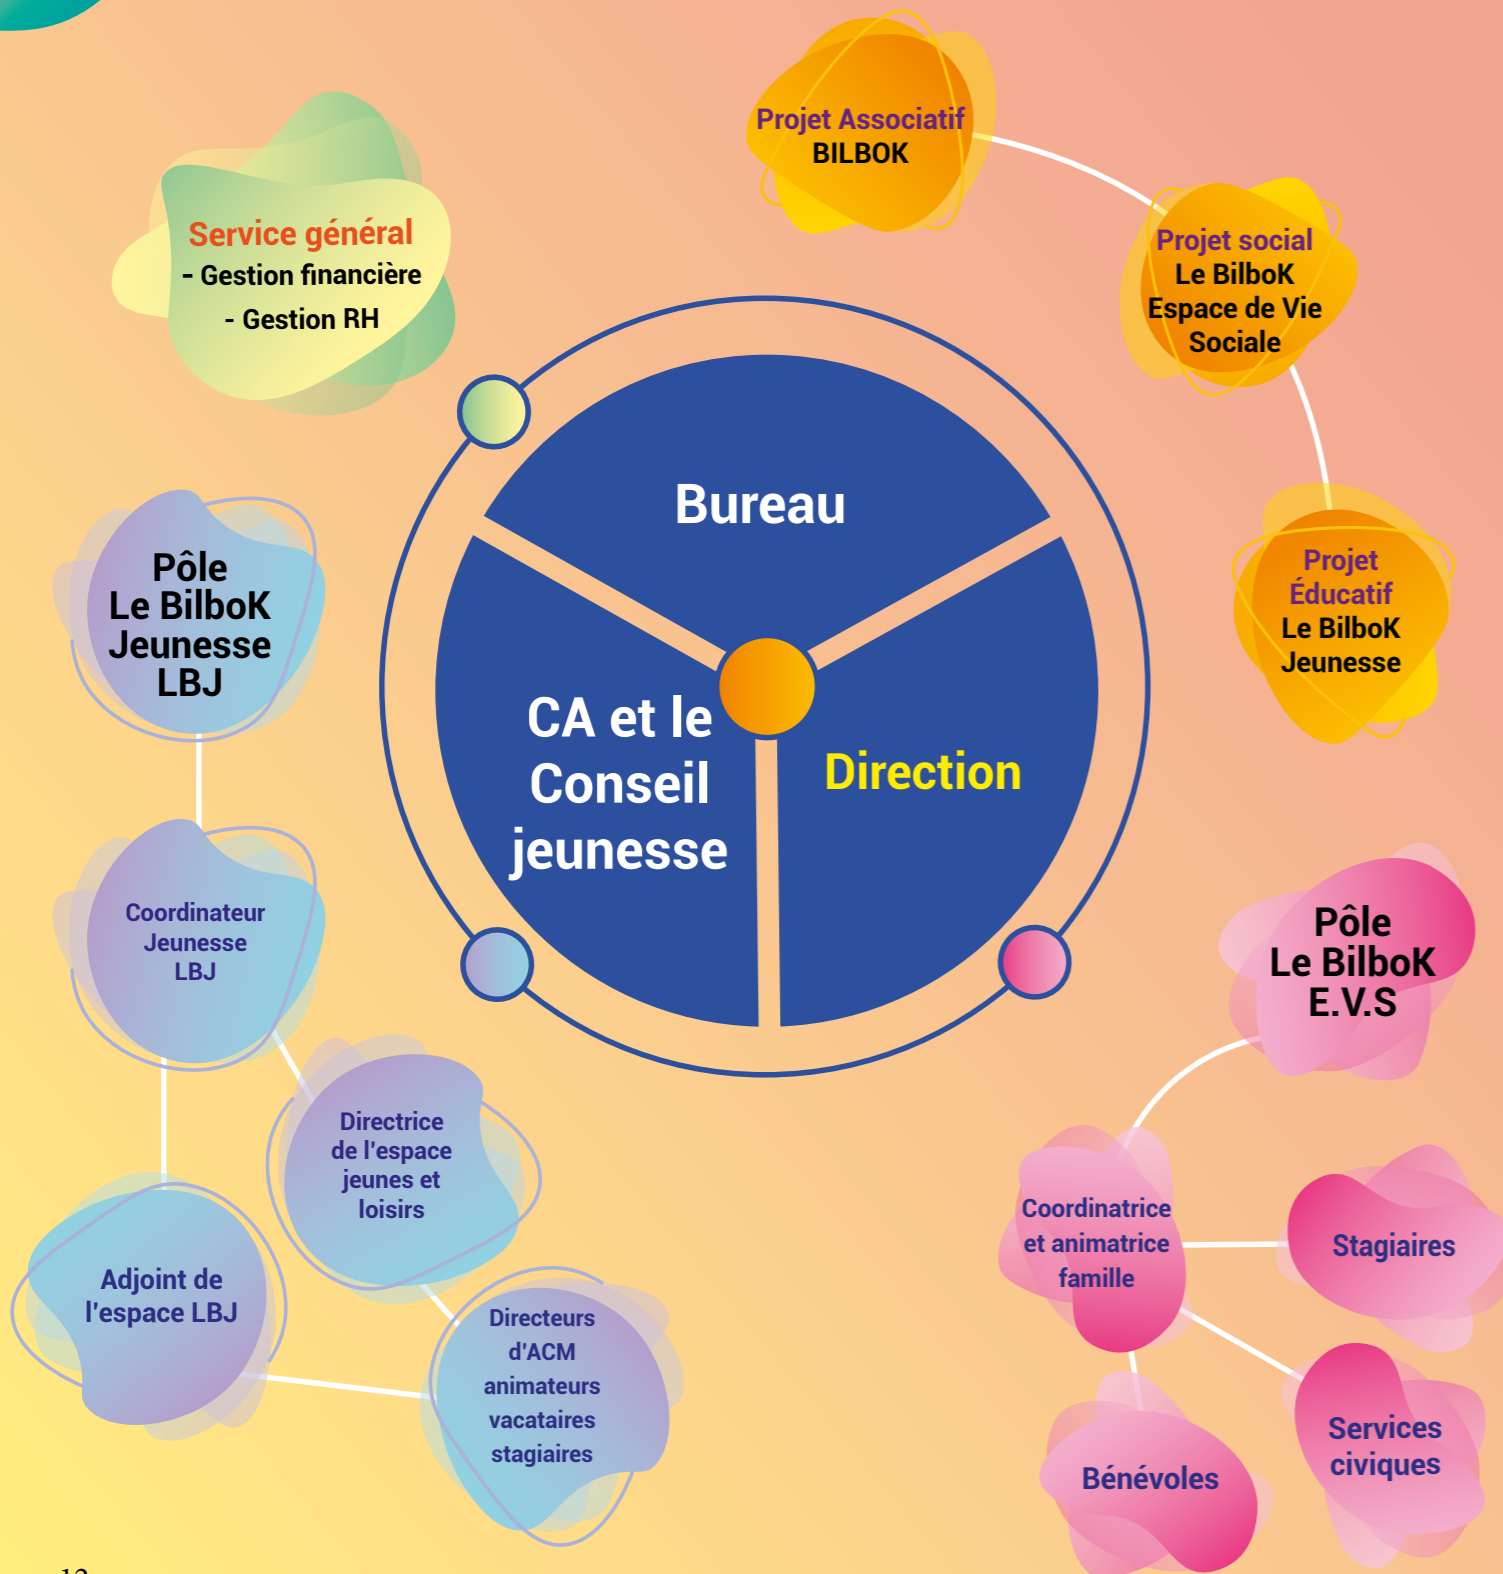 Projet Associatif
BILBOK
Service général
- Gestion financière
- Gestion RH
Projet social
Le BilboK
Espace de Vie
Sociale
Bureau
Pôle
Le BilboK
Jeunesse
LBJ
Projet
Éducatif
Le BilboK
Jeunesse
CA et le
Conseil
jeunesse
Direction
Coordinateur
Jeunesse
LBJ
Pôle
Le BilboK
E.V.S
Directrice
de l'espace
jeunes et
loisirs
Coordinatrice
et animatrice
famille
Stagiaires
Adjoint de
l'espace LBJ
Directeurs
d'ACM
animateurs
vacataires
stagiaires
Services
civiques
Bénévoles